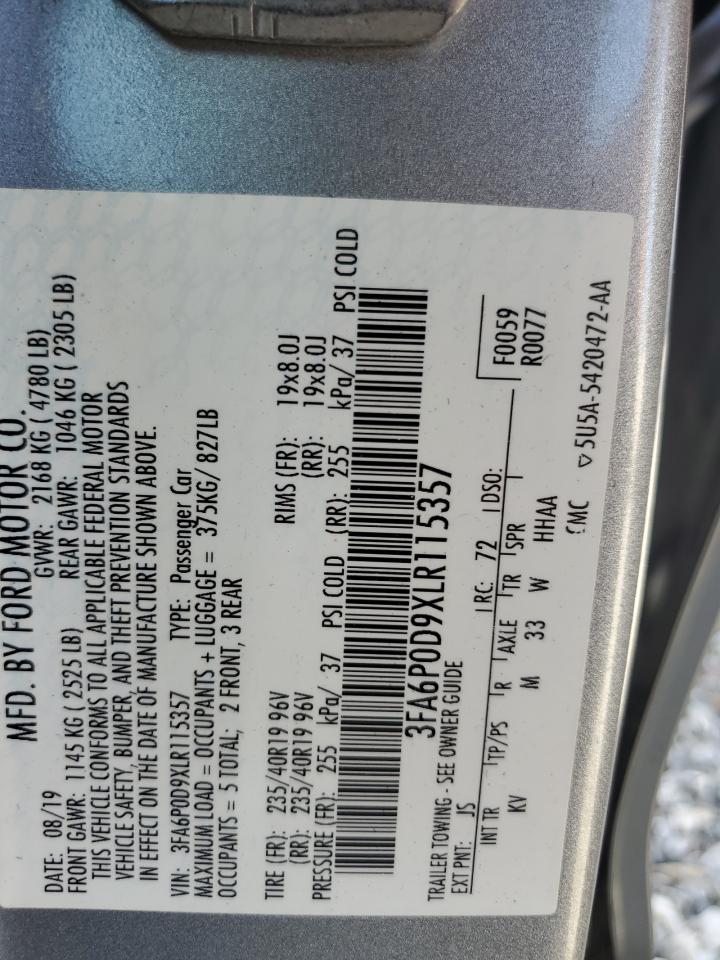 MFD. BY FORD MOTOR CO.
DATE: 08/19 GVWR: 2168 KG ( 4780 LB)
FRONT GAWR: 1145 KG ( 2525 LB) REAR GAWR: 1046 KG ( 2305 LB)
THIS VEHICLE CONFORMS TO ALL APPLICABLE FEDERAL MOTOR
VEHICLE SAFETY, BUMPER, AND THEFT PREVENTION STANDARDS
IN EFFECT ON THE DATE OF MANUFACTURE SHOWN ABOVE.
VIN: 3FA6P0D9XLR115357 TYPE: Passenger Car
MAXIMUM LOAD = OCCUPANTS + LUGGAGE = 375KG/ 827LB
OCCUPANTS = 5 TOTAL; 2 FRONT, 3 REAR
TIRE (FR): 235/40R19 96V RIMS (FR): 19x8.0J
(RR): 235/40R19 96V (RR): 19x8.0J
PRESSURE (FR): 255 kPa/ 37 PSI COLD (RR): 255 kPa/ 37 PSI COLD
3FA6P0D9XLR115357
TRAILER TOWING - SEE OWNER GUIDE
EXT PNT: JS RC: 72 DSO: F0059
R0077
INT TR TP/PS R AXLE TR SPR
KV M 33 W HHAA
▽5U5A-5420472-AA